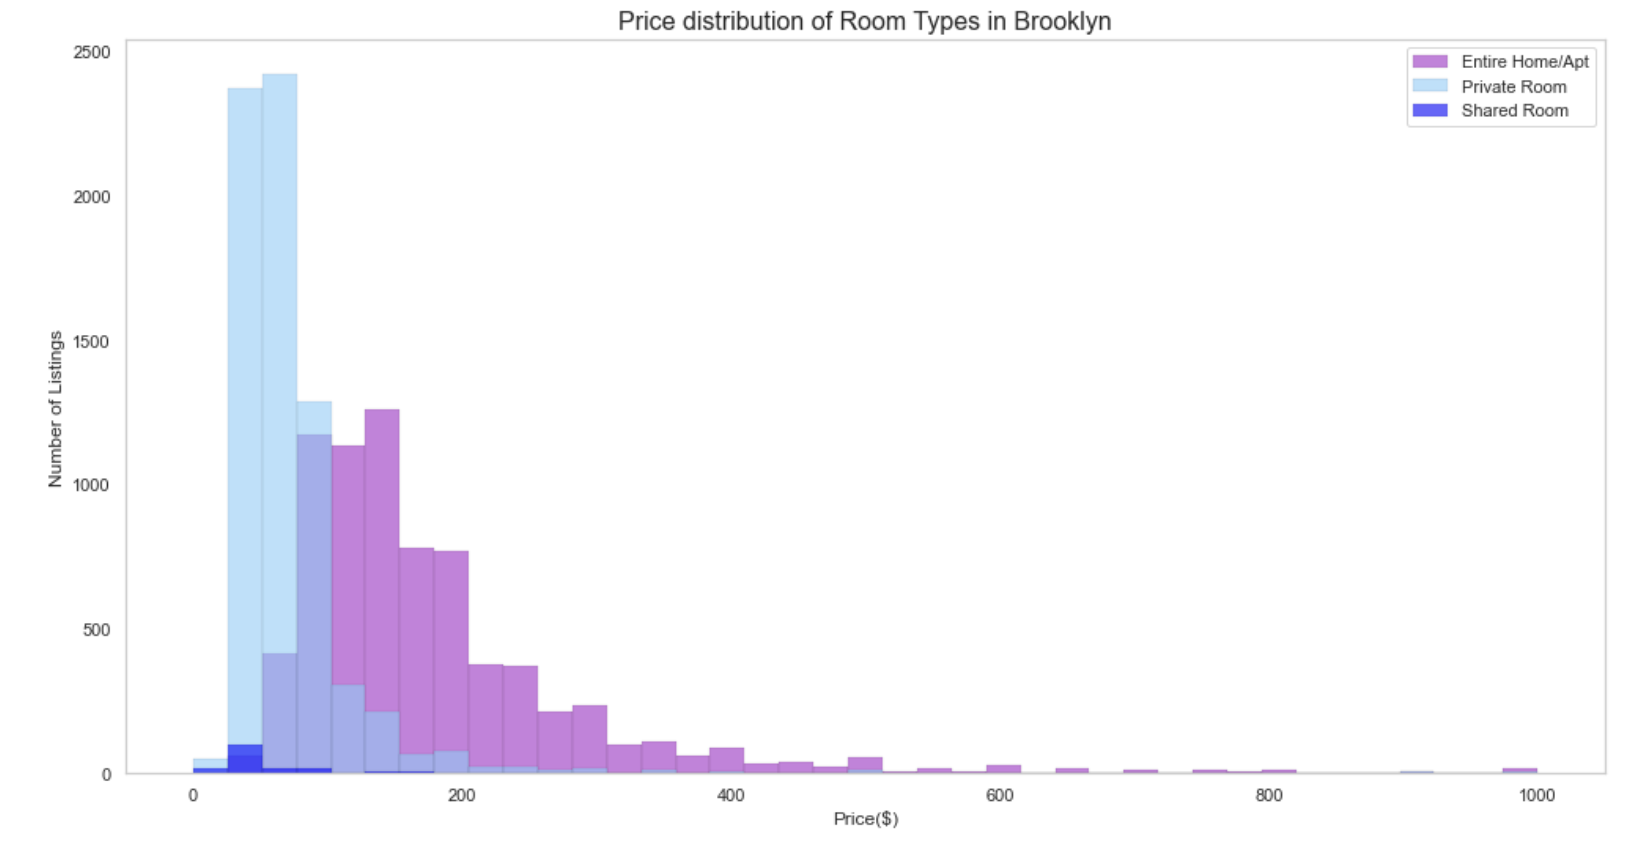 Price distribution of Room Types in Brooklyn
Entire Home/Apt
Private Room
Shared Room
Number of Listings
2500
2000
1500
1000
500
0
0 200 400 600 800 1000
Price($)